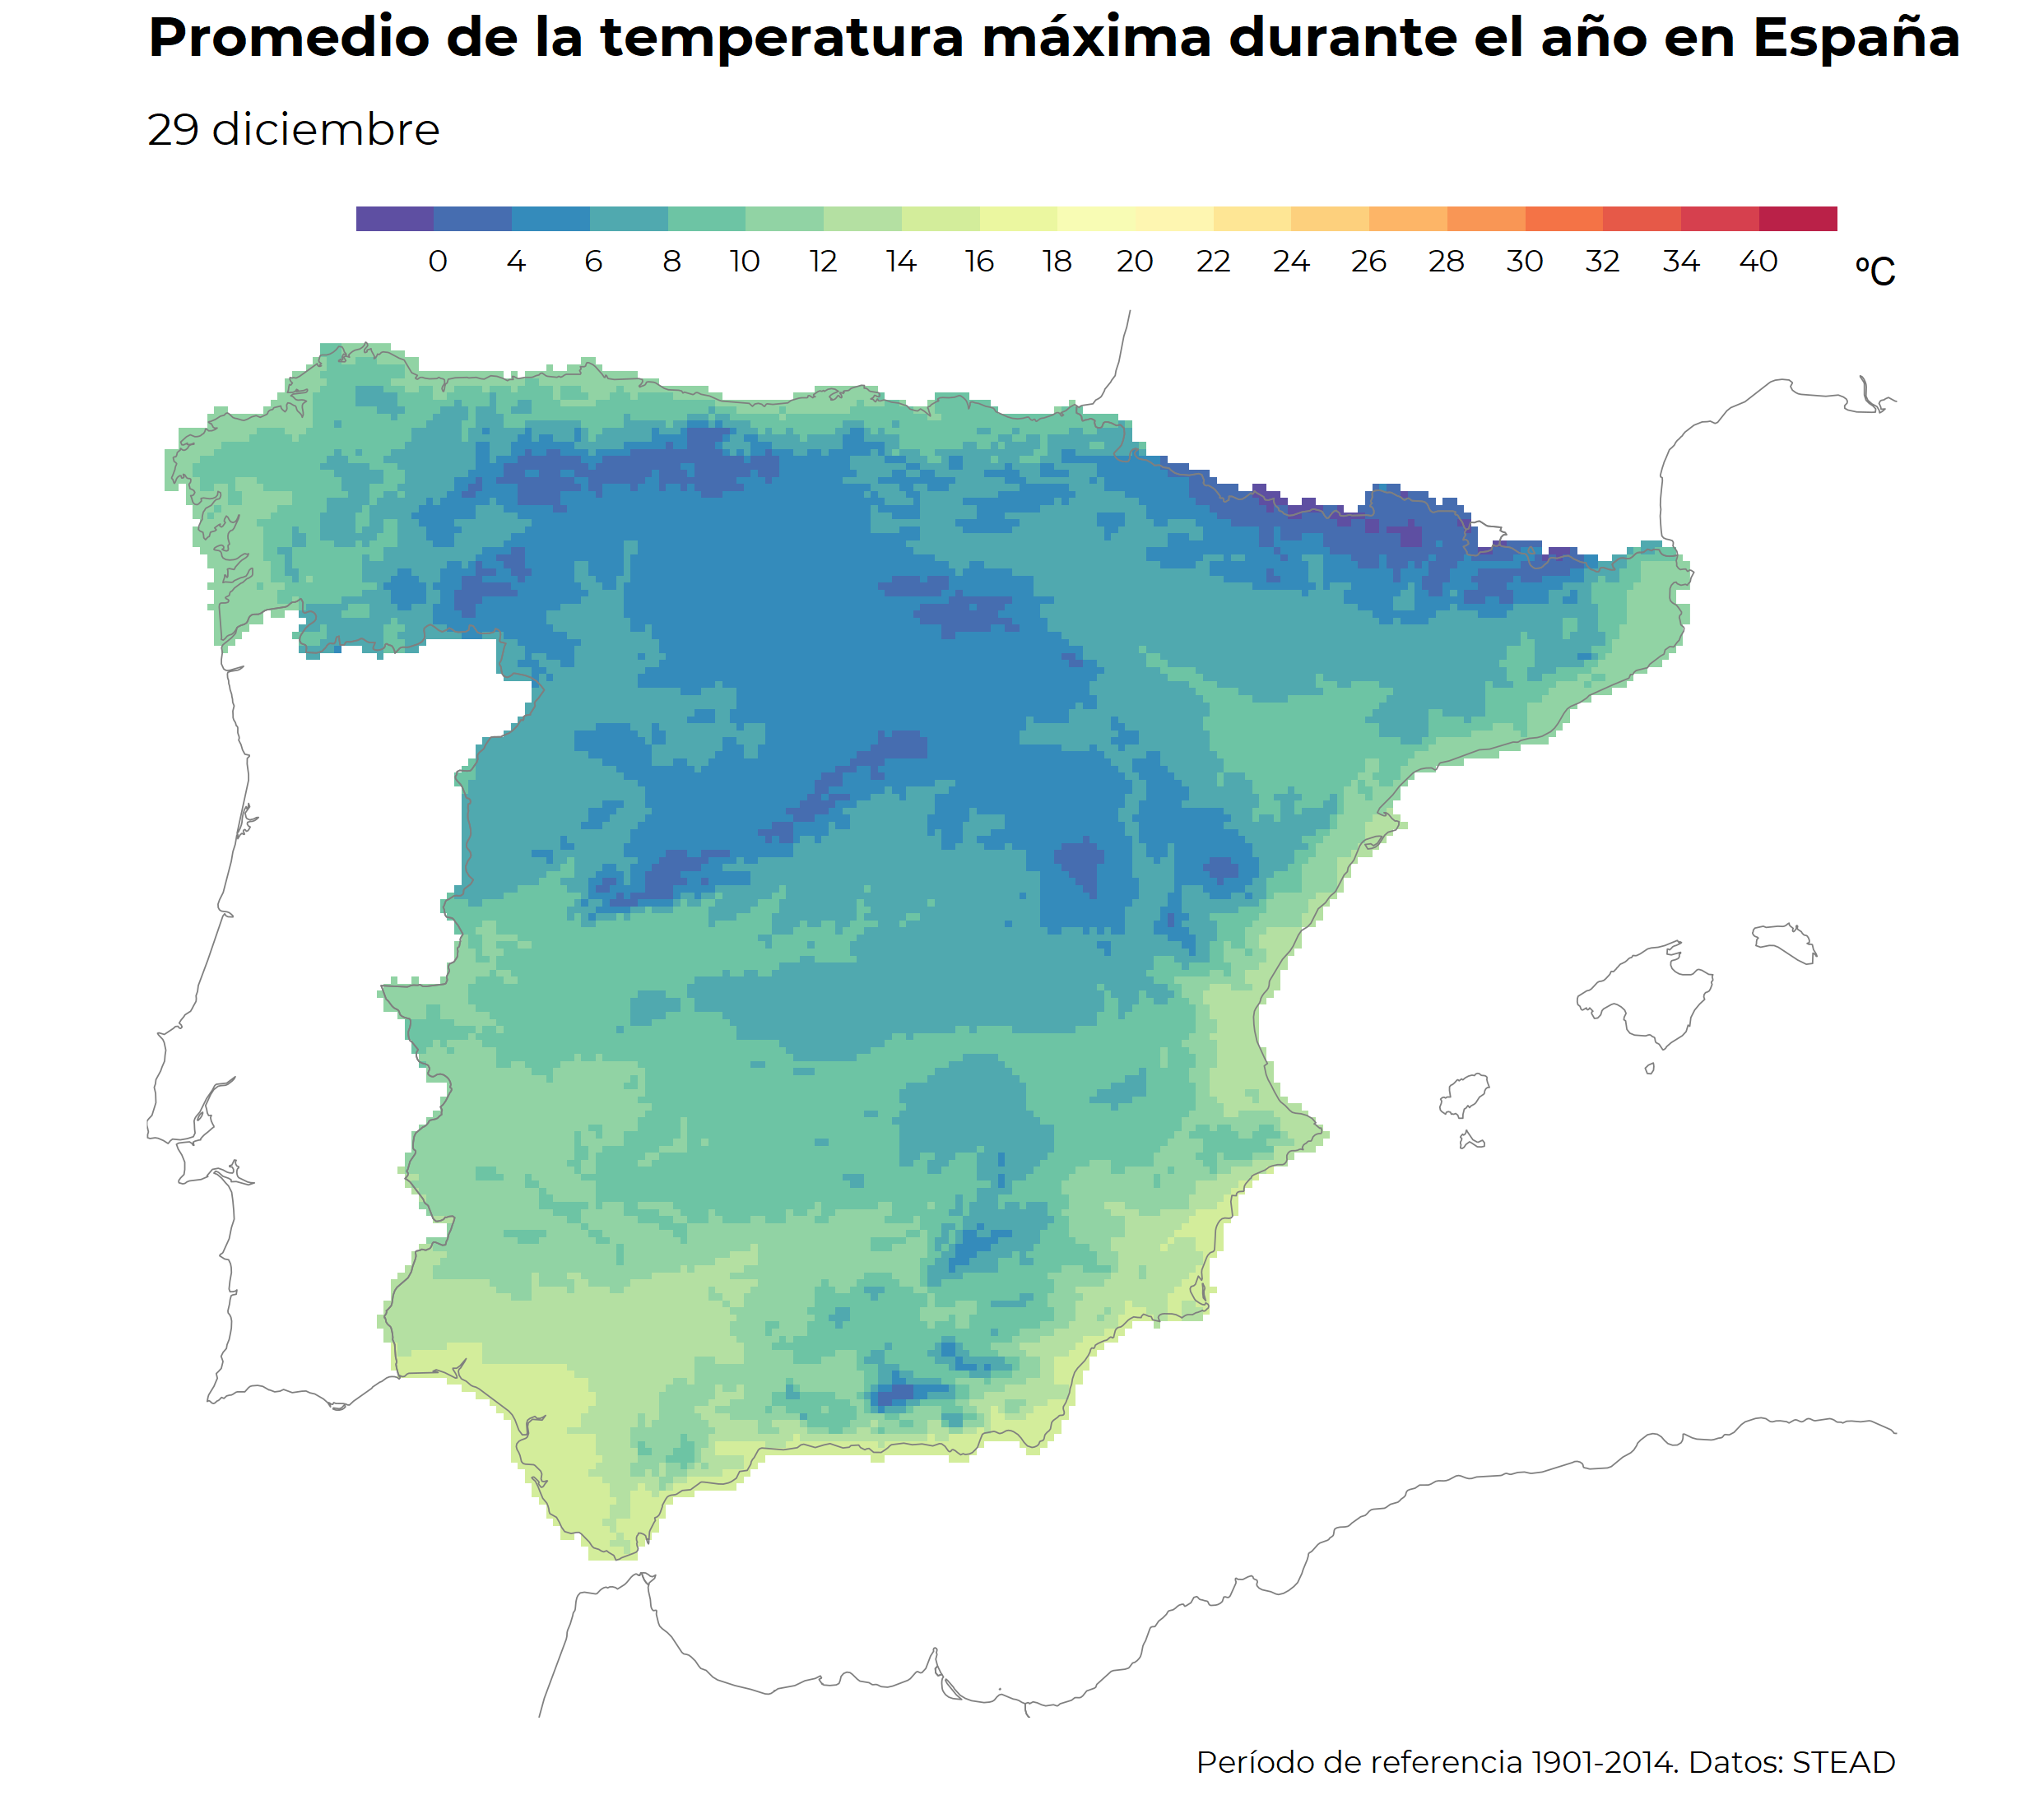 Promedio de la temperatura máxima durante el año en España
29 diciembre
0 4 6 8 10 12 14 16 18 20 22 24 26 28 30 32 34 40 ºC
Período de referencia 1901-2014. Datos: STEAD